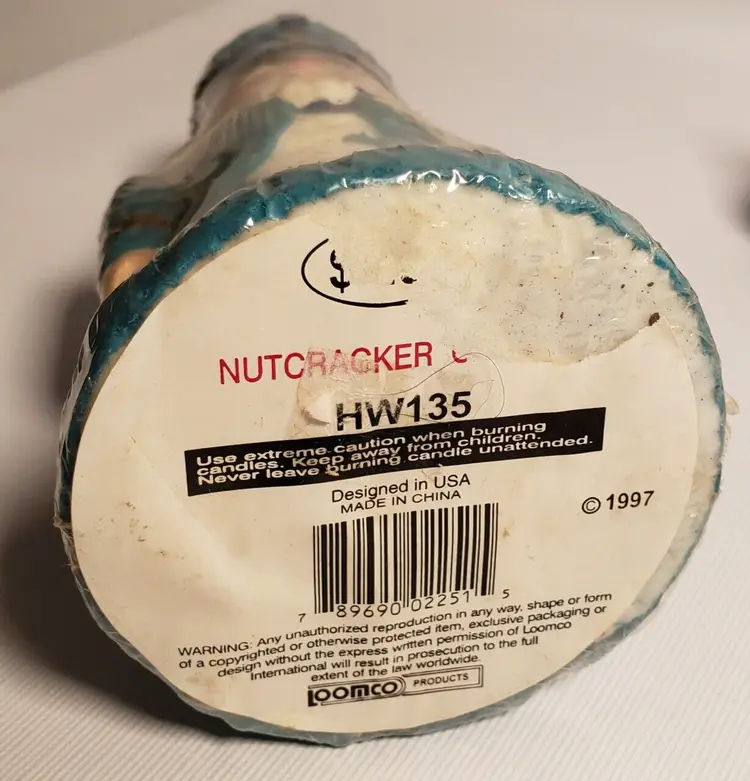 $
NUTCRACKER
HW135
Use extreme caution when burning
candles. Keep away from children.
Never leave burning candle unattended.
Designed in USA
MADE IN CHINA
© 1997
7 89690 02251 5
WARNING: Any unauthorized reproduction in any way, shape or form
of a copyrighted or otherwise protected item, exclusive packaging or
design without the express written permission of Loomco
International will result in prosecution to the full
extent of the law worldwide.
LOOMCO PRODUCTS